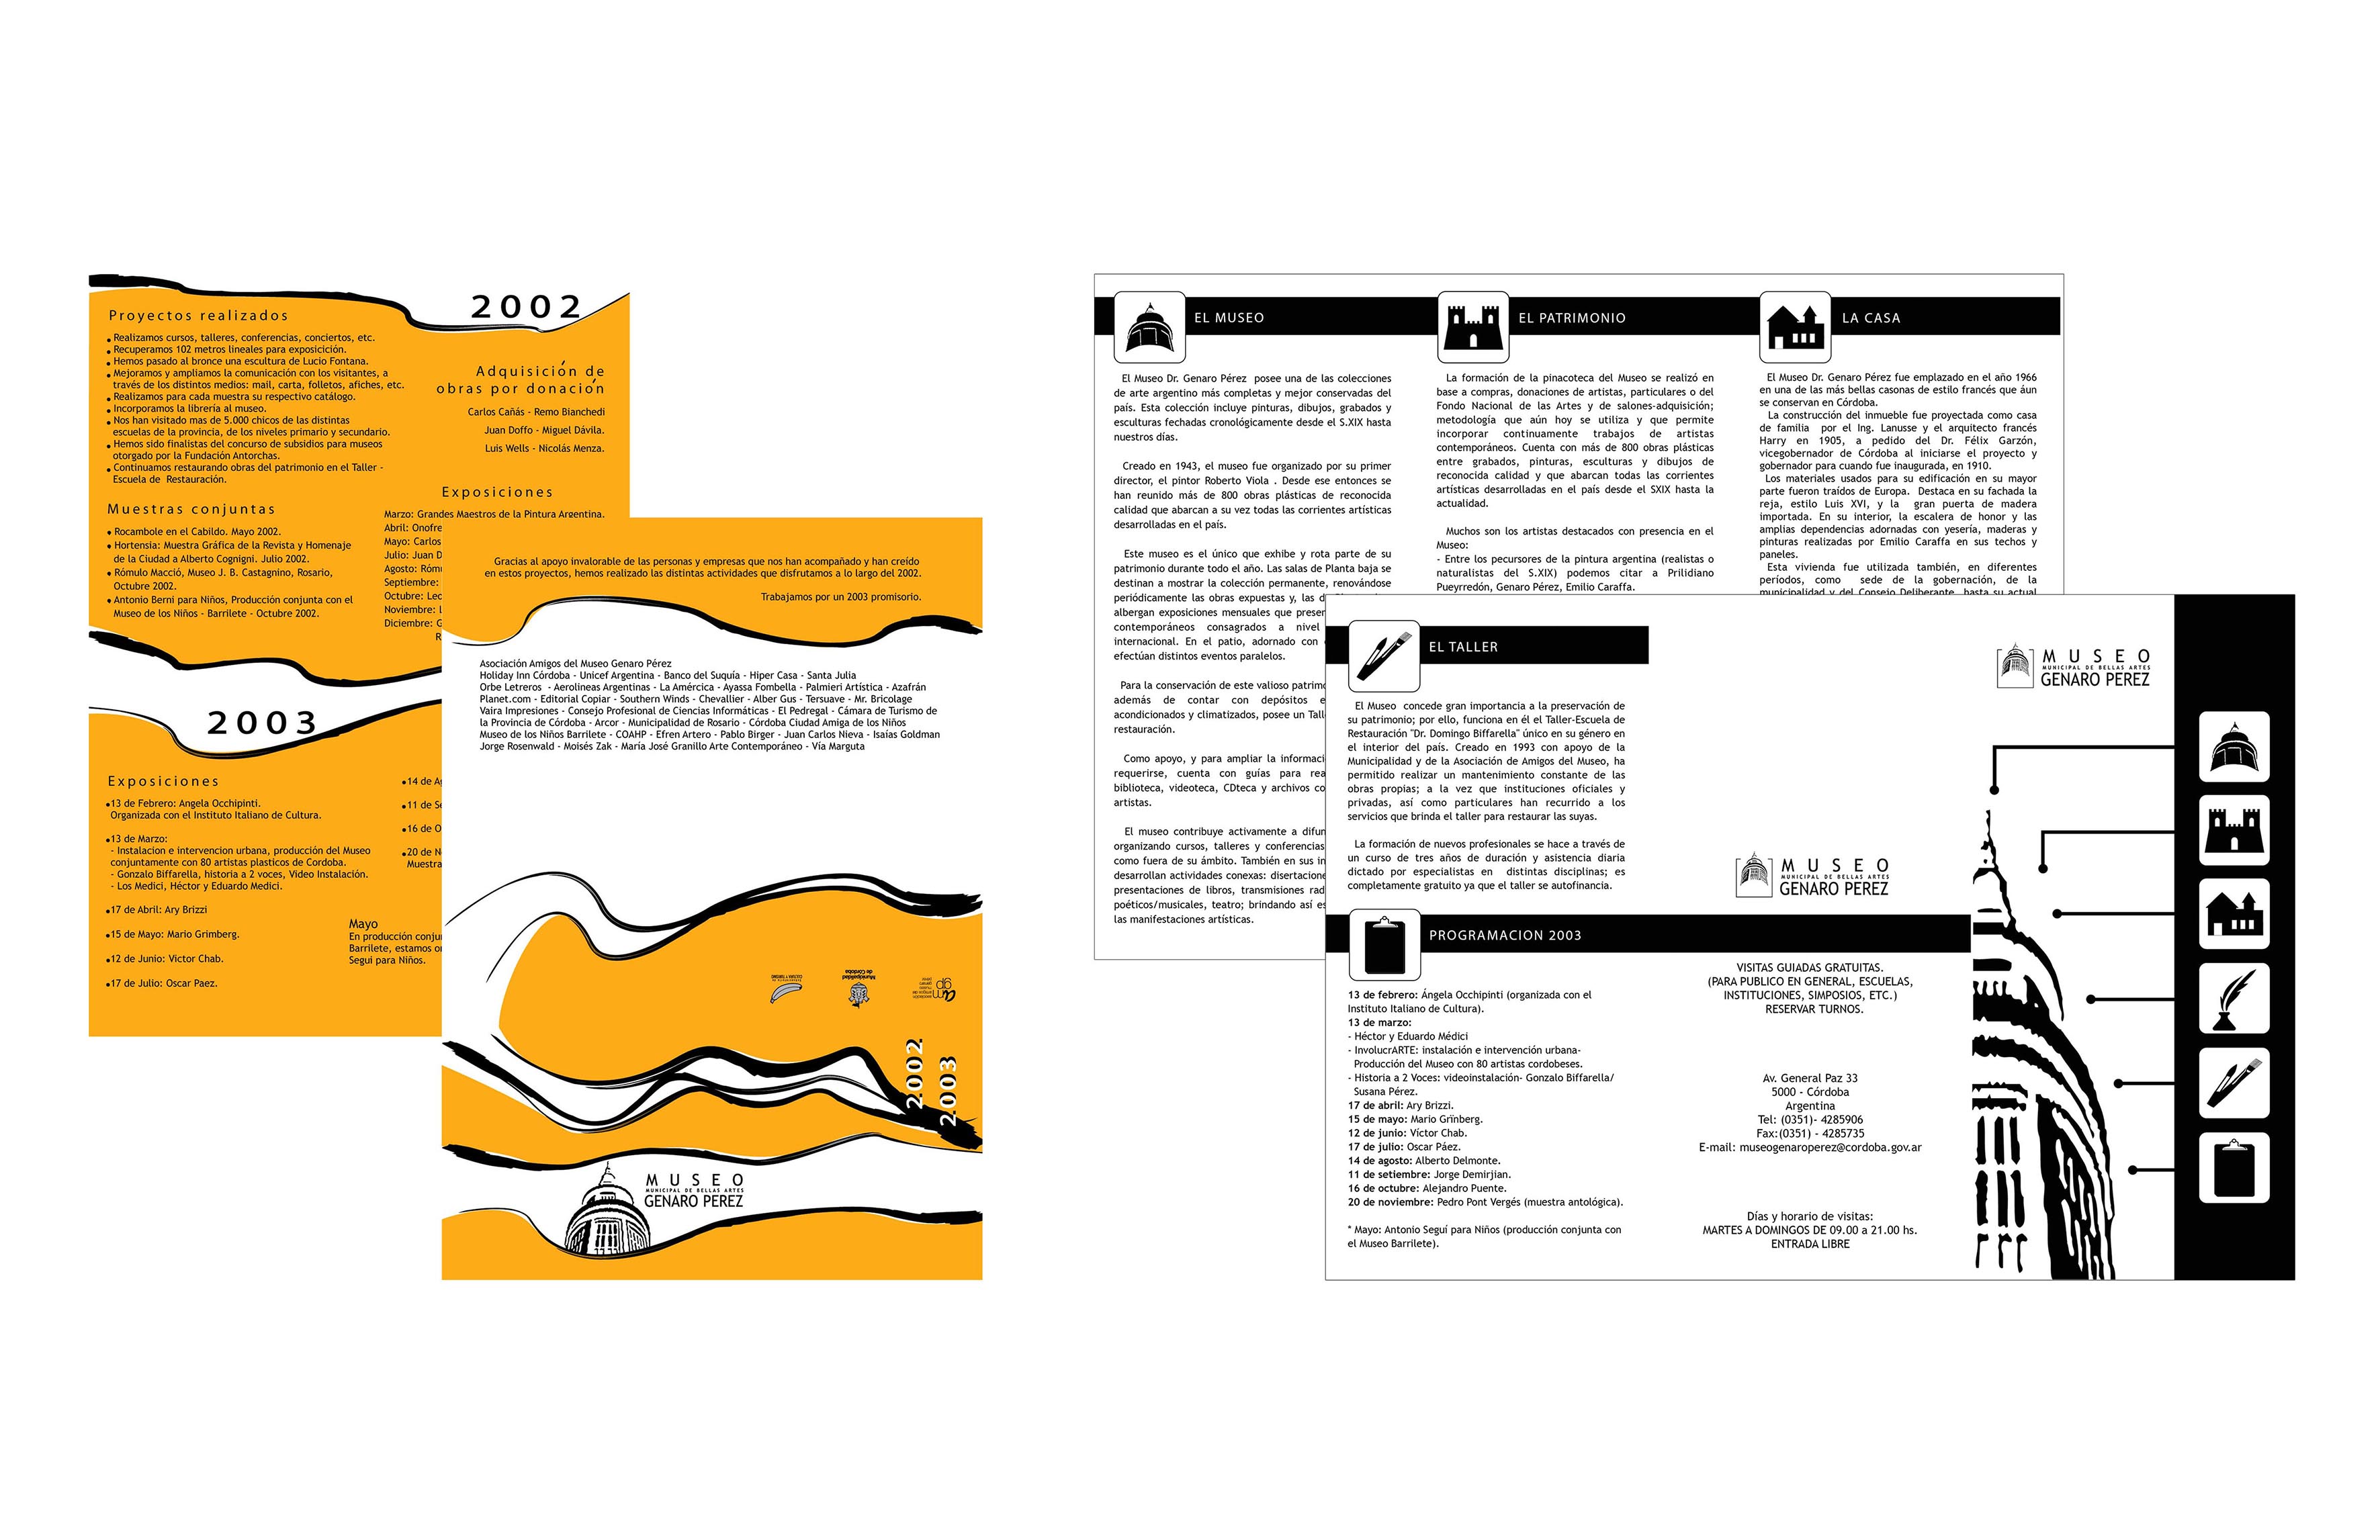 2002
Proyectos realizados
Realizamos cursos, talleres, conferencias, conciertos, etc.
Recuperamos 102 metros lineales para exposicición.
Hemos pasado al bronce una escultura de Lucio Fontana.
Mejoramos y ampliamos la comunicación con los visitantes, a
través de los distintos medios: mail, carta, folletos, afiches, etc.
Realizamos para cada muestra su respectivo catálogo.
Incorporamos la librería al museo.
Nos han visitado mas de 5.000 chicos de las distintas
escuelas de la provincia, de los niveles primario y secundario.
Hemos sido finalistas del concurso de subsidios para museos
otorgado por la Fundación Antorchas.
Continuamos restaurando obras del patrimonio en el Taller -
Escuela de Restauración.
Muestras conjuntas
Rocambole en el Cabildo. Mayo 2002.
Hortensia: Muestra Gráfica de la Revista y Homenaje
de la Ciudad a Alberto Cognigni. Julio 2002.
Rómulo Macció, Museo J. B. Castagnino, Rosario,
Octubre 2002.
Antonio Berni para Niños, Producción conjunta con el
Museo de los Niños - Barrilete - Octubre 2002.
Adquisición de
obras por donación
Carlos Cañás - Remo Bianchedi
Juan Doffo - Miguel Dávila.
Luis Wells - Nicolás Menza.
Exposiciones
Marzo: Grandes Maestros de la Pintura Argentina.
Abril: Onofre
Mayo: Carlos
Julio: Juan D
Agosto: Rómu
Septiembre:
Octubre: Lec
Noviembre: L
Diciembre: G
R
2003
Exposiciones
13 de Febrero: Angela Occhipinti.
Organizada con el Instituto Italiano de Cultura.
13 de Marzo:
- Instalacion e intervencion urbana, producción del Museo
conjuntamente con 80 artistas plasticos de Cordoba.
- Gonzalo Biffarella, historia a 2 voces, Video Instalación.
- Los Medici, Héctor y Eduardo Medici.
17 de Abril: Ary Brizzi
15 de Mayo: Mario Grimberg.
12 de Junio: Victor Chab.
17 de Julio: Oscar Paez.
14 de A
11 de Se
16 de O
20 de N
Muestra
Mayo
En producción conju
Barrilete, estamos o
Segui para Niños.
Gracias al apoyo invalorable de las personas y empresas que nos han acompañado y han creído
en estos proyectos, hemos realizado las distintas actividades que disfrutamos a lo largo del 2002.
Trabajamos por un 2003 promisorio.
Asociación Amigos del Museo Genaro Pérez
Holiday Inn Córdoba - Unicef Argentina - Banco del Suquía - Hiper Casa - Santa Julia
Orbe Letreros - Aerolineas Argentinas - La Amércica - Ayassa Fombella - Palmieri Artística - Azafrán
Planet.com - Editorial Copiar - Southern Winds - Chevallier - Alber Gus - Tersuave - Mr. Bricolage
Vaira Impresiones - Consejo Profesional de Ciencias Informáticas - El Pedregal - Cámara de Turismo de
la Provincia de Córdoba - Arcor - Municipalidad de Rosario - Córdoba Ciudad Amiga de los Niños
Museo de los Niños Barrilete - COAHP - Efren Artero - Pablo Birger - Juan Carlos Nieva - Isaías Goldman
Jorge Rosenwald - Moisés Zak - María José Granillo Arte Contemporáneo - Vía Marguta
Municipalidad
de Córdoba
2002
2003
MUSEO
MUNICIPAL DE BELLAS ARTES
GENARO PEREZ
EL MUSEO
El Museo Dr. Genaro Pérez posee una de las colecciones
de arte argentino más completas y mejor conservadas del
país. Esta colección incluye pinturas, dibujos, grabados y
esculturas fechadas cronológicamente desde el S.XIX hasta
nuestros días.
Creado en 1943, el museo fue organizado por su primer
director, el pintor Roberto Viola . Desde ese entonces se
han reunido más de 800 obras plásticas de reconocida
calidad que abarcan a su vez todas las corrientes artísticas
desarrolladas en el país.
Este museo es el único que exhibe y rota parte de su
patrimonio durante todo el año. Las salas de Planta baja se
destinan a mostrar la colección permanente, renovándose
periódicamente las obras expuestas y, las d
albergan exposiciones mensuales que presen
contemporáneos consagrados a nivel
internacional. En el patio, adornado con
efectúan distintos eventos paralelos.
Para la conservación de este valioso patrimo
además de contar con depósitos e
acondicionados y climatizados, posee un Tall
restauración.
Como apoyo, y para ampliar la informaci
requerirse, cuenta con guías para rea
biblioteca, videoteca, CDteca y archivos co
artistas.
El museo contribuye activamente a difun
organizando cursos, talleres y conferencias
como fuera de su ámbito. También en sus in
desarrollan actividades conexas: disertacione
presentaciones de libros, transmisiones rad
poéticos/musicales, teatro; brindando así es
las manifestaciones artísticas.
EL PATRIMONIO
La formación de la pinacoteca del Museo se realizó en
base a compras, donaciones de artistas, particulares o del
Fondo Nacional de las Artes y de salones-adquisición;
metodología que aún hoy se utiliza y que permite
incorporar continuamente trabajos de artistas
contemporáneos. Cuenta con más de 800 obras plásticas
entre grabados, pinturas, esculturas y dibujos de
reconocida calidad y que abarcan todas las corrientes
artísticas desarrolladas en el país desde el SXIX hasta la
actualidad.
Muchos son los artistas destacados con presencia en el
Museo:
- Entre los pecursores de la pintura argentina (realistas o
naturalistas del S.XIX) podemos citar a Prilidiano
Pueyrredón, Genaro Pérez, Emilio Caraffa.
LA CASA
El Museo Dr. Genaro Pérez fue emplazado en el año 1966
en una de las más bellas casonas de estilo francés que áun
se conservan en Córdoba.
La construcción del inmueble fue proyectada como casa
de familia por el Ing. Lanusse y el arquitecto francés
Harry en 1905, a pedido del Dr. Félix Garzón,
vicegobernador de Córdoba al iniciarse el proyecto y
gobernador para cuando fue inaugurada, en 1910.
Los materiales usados para su edificación en su mayor
parte fueron traídos de Europa. Destaca en su fachada la
reja, estilo Luis XVI, y la gran puerta de madera
importada. En su interior, la escalera de honor y las
amplias dependencias adornadas con yesería, maderas y
pinturas realizadas por Emilio Caraffa en sus techos y
paneles.
Esta vivienda fue utilizada también, en diferentes
períodos, como sede de la gobernación, de la
municipalidad y del Consejo Deliberante, hasta su actual
EL TALLER
El Museo concede gran importancia a la preservación de
su patrimonio; por ello, funciona en él el Taller-Escuela de
Restauración "Dr. Domingo Biffarella" único en su género en
el interior del país. Creado en 1993 con apoyo de la
Municipalidad y de la Asociación de Amigos del Museo, ha
permitido realizar un mantenimiento constante de las
obras propias; a la vez que instituciones oficiales y
privadas, así como particulares han recurrido a los
servicios que brinda el taller para restaurar las suyas.
La formación de nuevos profesionales se hace a través de
un curso de tres años de duración y asistencia diaria
dictado por especialistas en distintas disciplinas; es
completamente gratuito ya que el taller se autofinancia.
PROGRAMACION 2003
13 de febrero: Ángela Occhipinti (organizada con el
Instituto Italiano de Cultura).
13 de marzo:
- Héctor y Eduardo Médici
- InvolucrARTE: instalación e intervención urbana-
Producción del Museo con 80 artistas cordobeses.
- Historia a 2 Voces: videoinstalación- Gonzalo Biffarella/
Susana Pérez.
17 de abril: Ary Brizzi.
15 de mayo: Mario Grïnberg.
12 de junio: Víctor Chab.
17 de julio: Oscar Páez.
14 de agosto: Alberto Delmonte.
11 de setiembre: Jorge Demirjian.
16 de octubre: Alejandro Puente.
20 de noviembre: Pedro Pont Vergés (muestra antológica).
* Mayo: Antonio Seguí para Niños (producción conjunta con
el Museo Barrilete).
MUSEO
MUNICIPAL DE BELLAS ARTES
GENARO PEREZ
VISITAS GUIADAS GRATUITAS.
(PARA PUBLICO EN GENERAL, ESCUELAS,
INSTITUCIONES, SIMPOSIOS, ETC.)
RESERVAR TURNOS.
Av. General Paz 33
5000 - Córdoba
Argentina
Tel: (0351)- 4285906
Fax:(0351) - 4285735
E-mail: museogenaroperez@cordoba.gov.ar
Días y horario de visitas:
MARTES A DOMINGOS DE 09.00 a 21.00 hs.
ENTRADA LIBRE
MUSEO
MUNICIPAL DE BELLAS ARTES
GENARO PEREZ